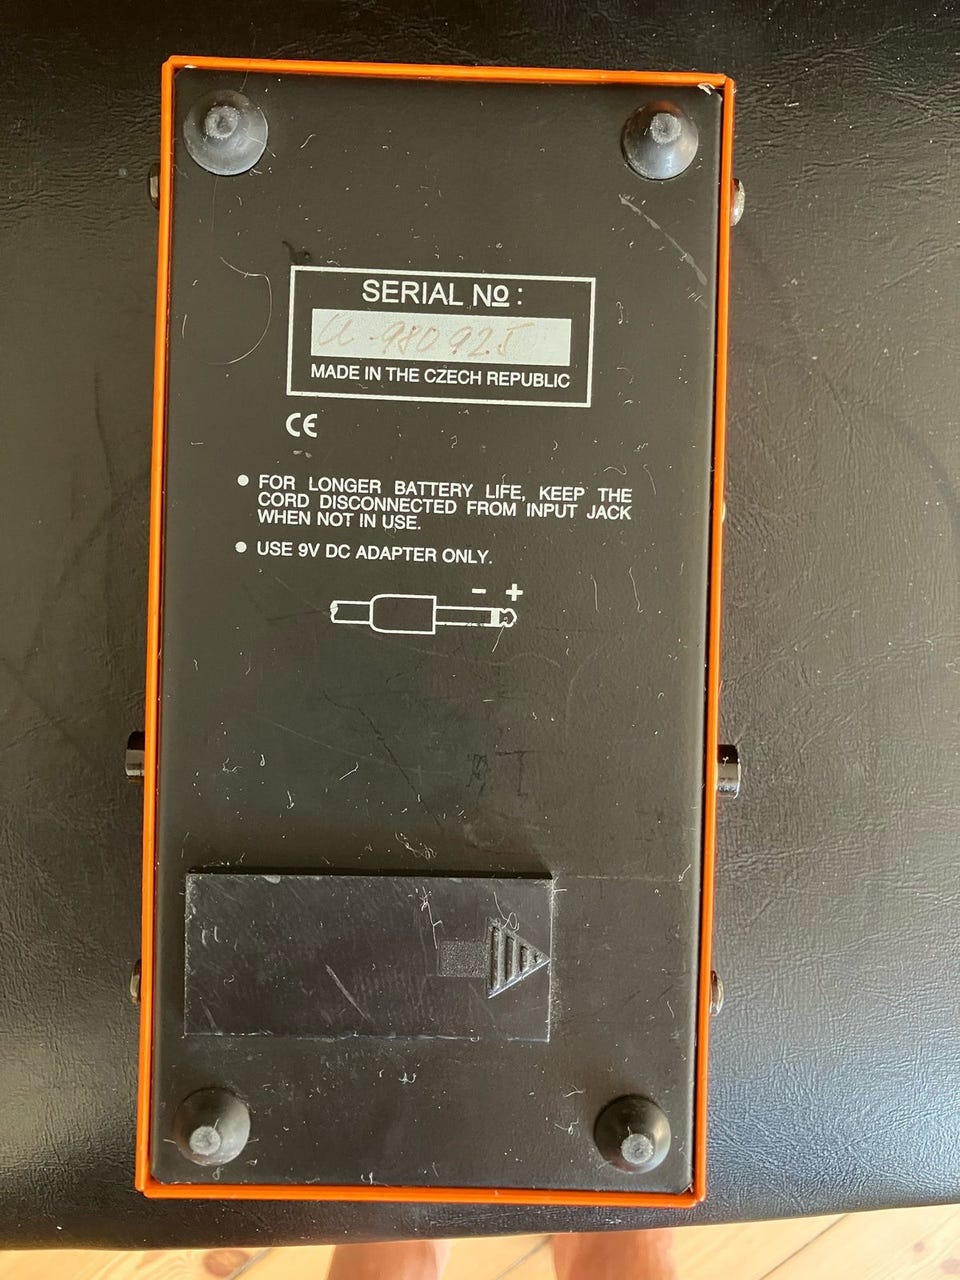 SERIAL Nº:
U-980925
MADE IN THE CZECH REPUBLIC
CE
● FOR LONGER BATTERY LIFE, KEEP THE
CORD DISCONNECTED FROM INPUT JACK
WHEN NOT IN USE.
● USE 9V DC ADAPTER ONLY.
- +